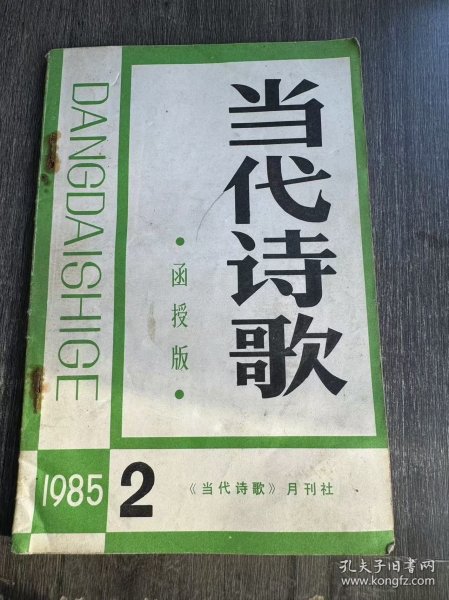 DANGDAISHIGE
当代诗歌
·函授版·
1985 2
《当代诗歌》月刊社
孔夫子旧书网
www.kongfz.com